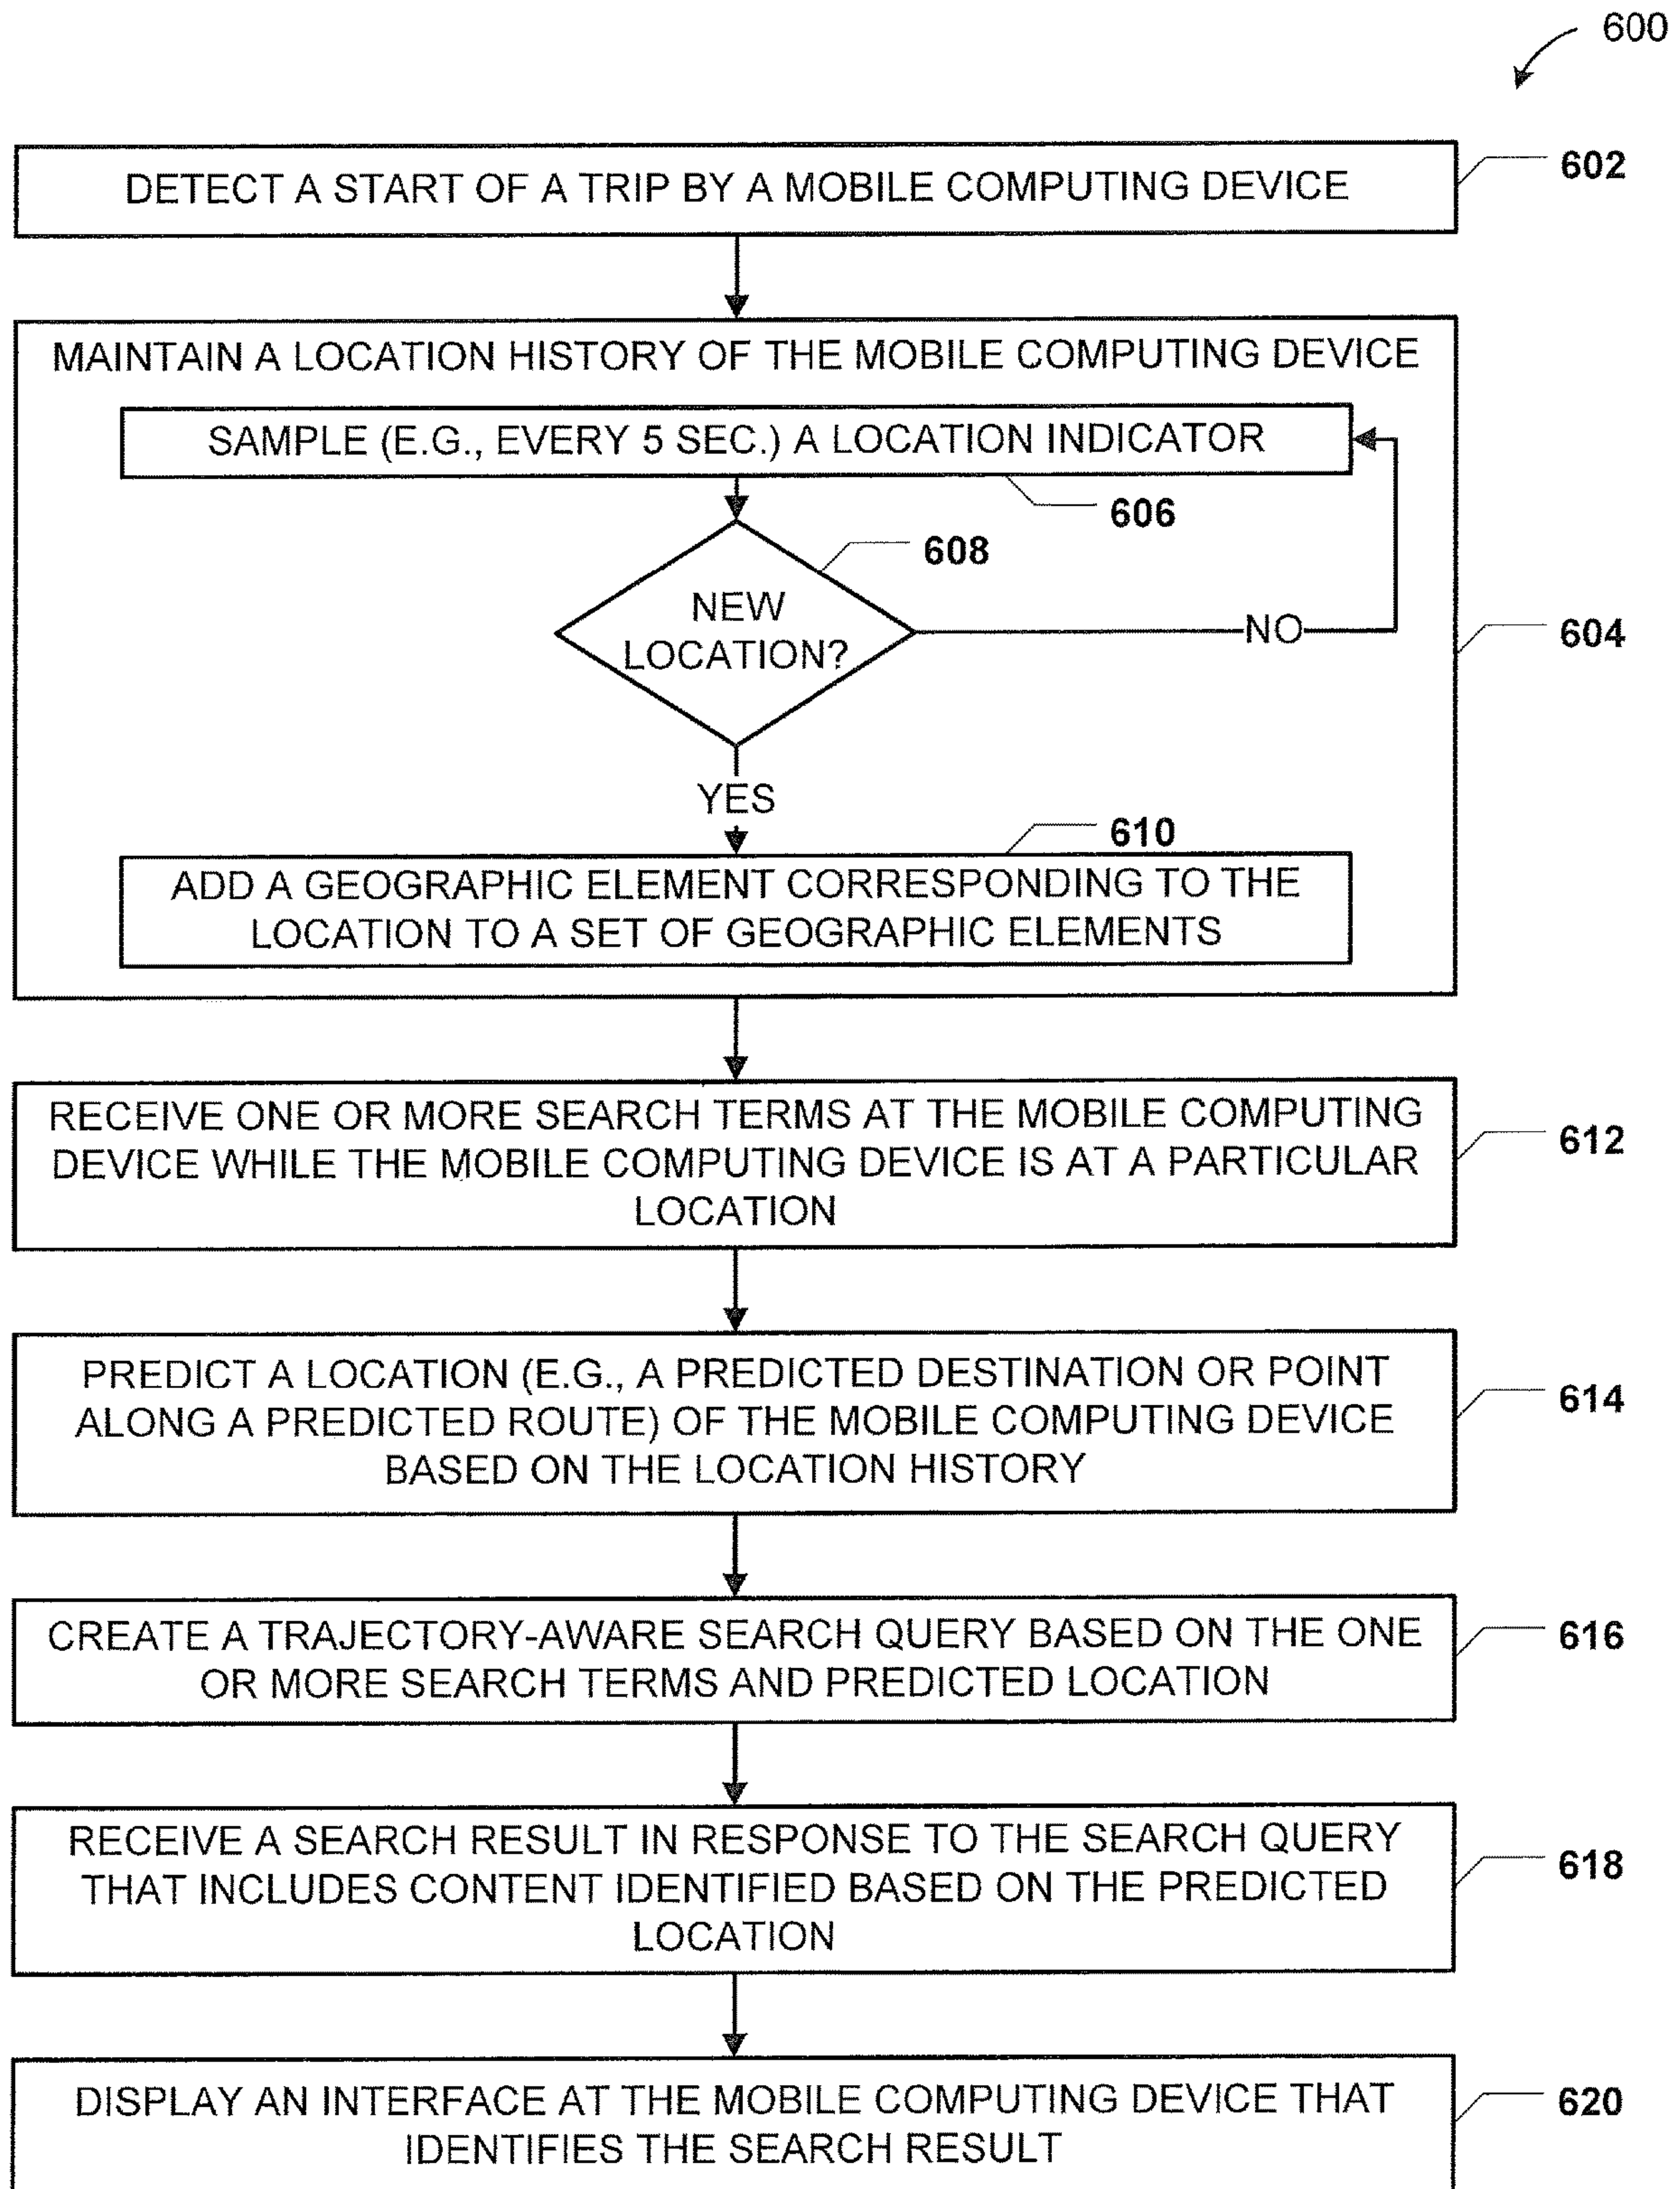 600
DETECT A START OF A TRIP BY A MOBILE COMPUTING DEVICE
602
MAINTAIN A LOCATION HISTORY OF THE MOBILE COMPUTING DEVICE
SAMPLE (E.G., EVERY 5 SEC.) A LOCATION INDICATOR
606
608
NEW
LOCATION?
NO
604
YES
610
ADD A GEOGRAPHIC ELEMENT CORRESPONDING TO THE
LOCATION TO A SET OF GEOGRAPHIC ELEMENTS
RECEIVE ONE OR MORE SEARCH TERMS AT THE MOBILE COMPUTING
DEVICE WHILE THE MOBILE COMPUTING DEVICE IS AT A PARTICULAR
LOCATION
612
PREDICT A LOCATION (E.G., A PREDICTED DESTINATION OR POINT
ALONG A PREDICTED ROUTE) OF THE MOBILE COMPUTING DEVICE
BASED ON THE LOCATION HISTORY
614
CREATE A TRAJECTORY-AWARE SEARCH QUERY BASED ON THE ONE
OR MORE SEARCH TERMS AND PREDICTED LOCATION
616
RECEIVE A SEARCH RESULT IN RESPONSE TO THE SEARCH QUERY
THAT INCLUDES CONTENT IDENTIFIED BASED ON THE PREDICTED
LOCATION
618
DISPLAY AN INTERFACE AT THE MOBILE COMPUTING DEVICE THAT
IDENTIFIES THE SEARCH RESULT
620